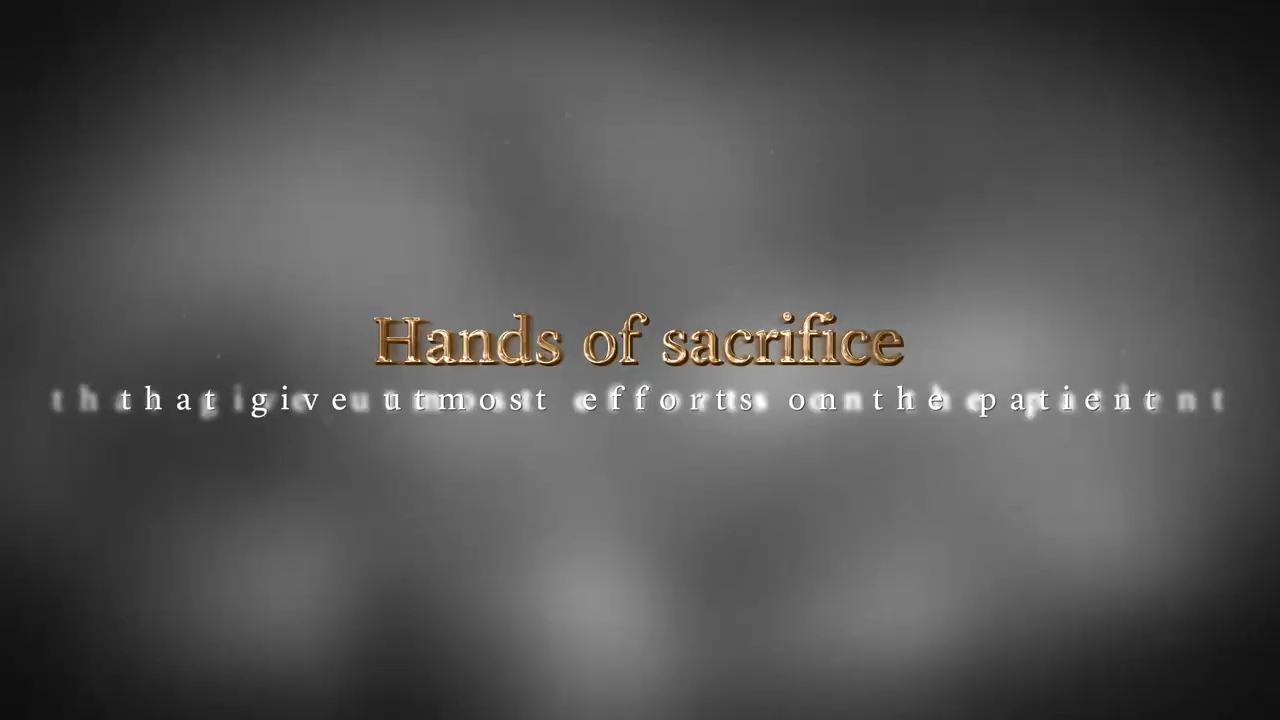 Hands of sacrifice
that give utmost efforts on the patient